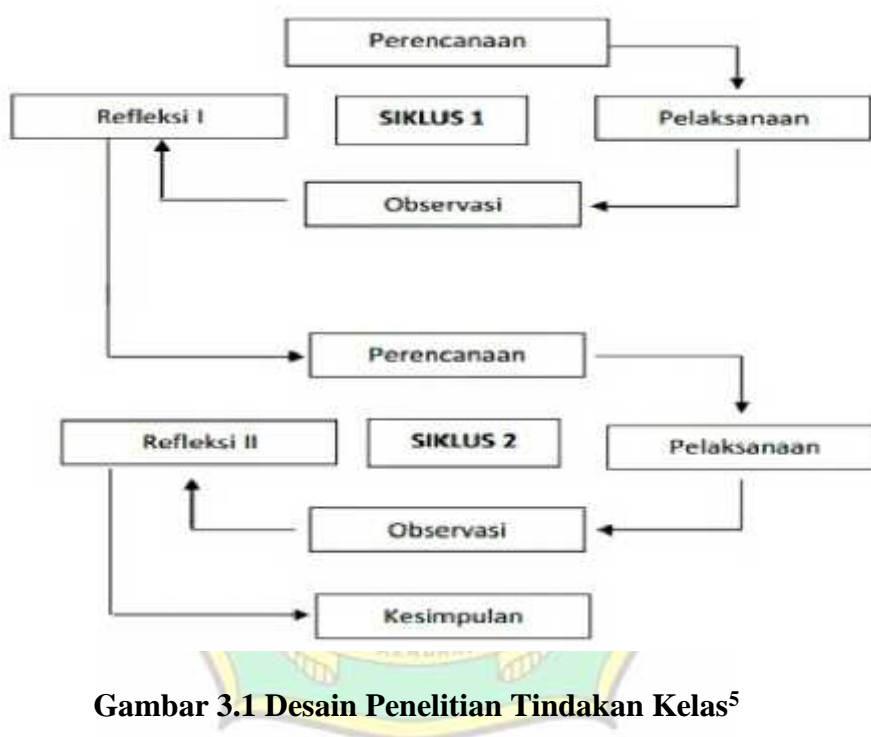 Perencanaan
Refleksi I
SIKLUS 1
Pelaksanaan
Observasi
Perencanaan
Refleksi II
SIKLUS 2
Pelaksanaan
Observasi
Kesimpulan
Gambar 3.1 Desain Penelitian Tindakan Kelas⁵